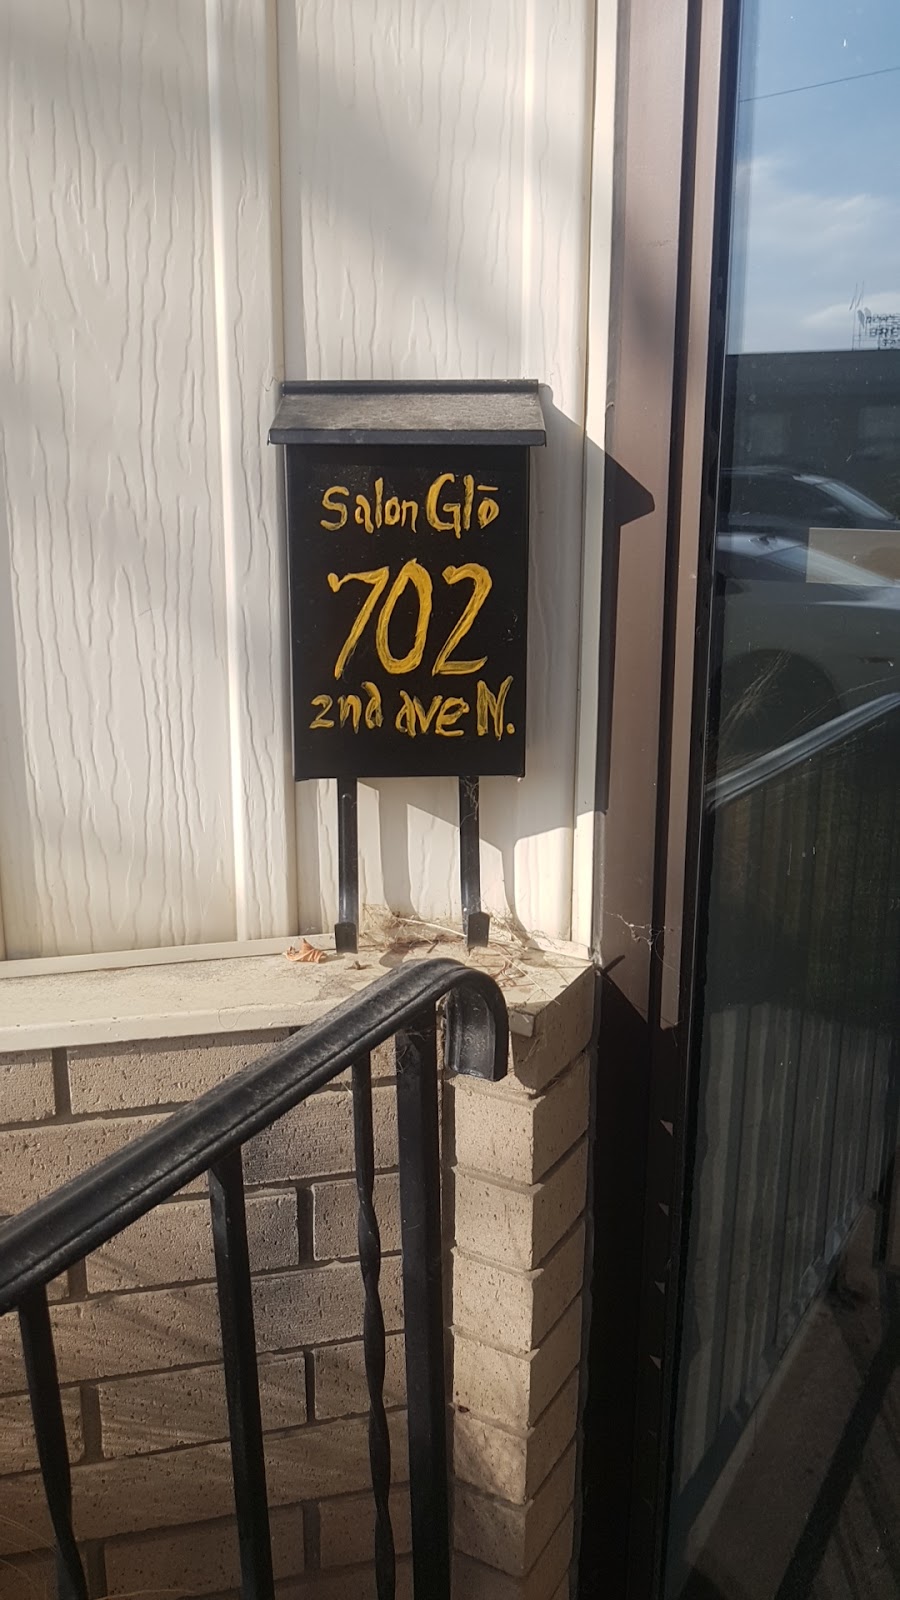 Salon Glō
702
2nd ave N.